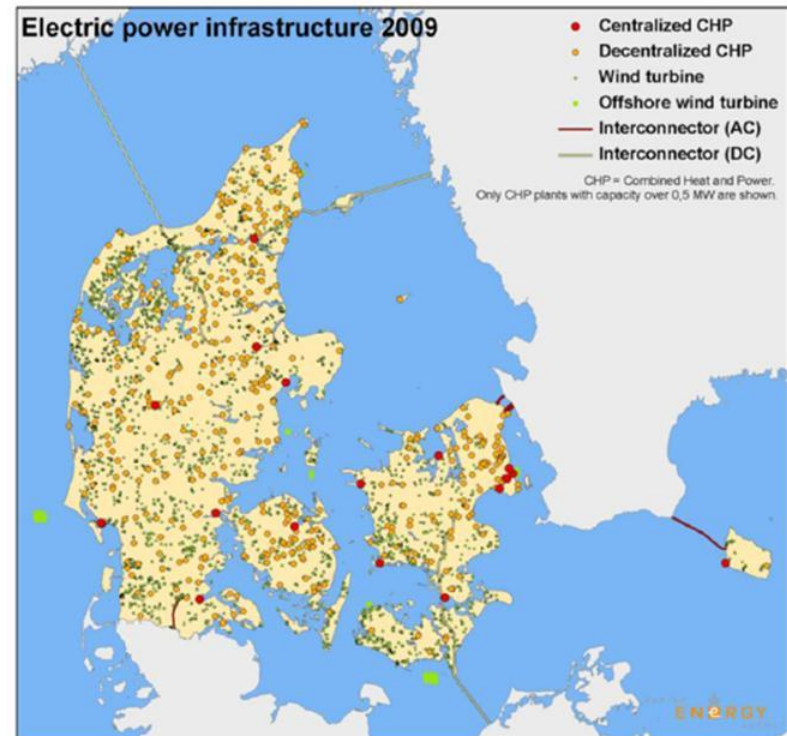 Electric power infrastructure 2009
Centralized CHP
Decentralized CHP
Wind turbine
Offshore wind turbine
Interconnector (AC)
Interconnector (DC)
CHP = Combined Heat and Power.
Only CHP plants with capacity over 0,5 MW are shown.
ENERGY